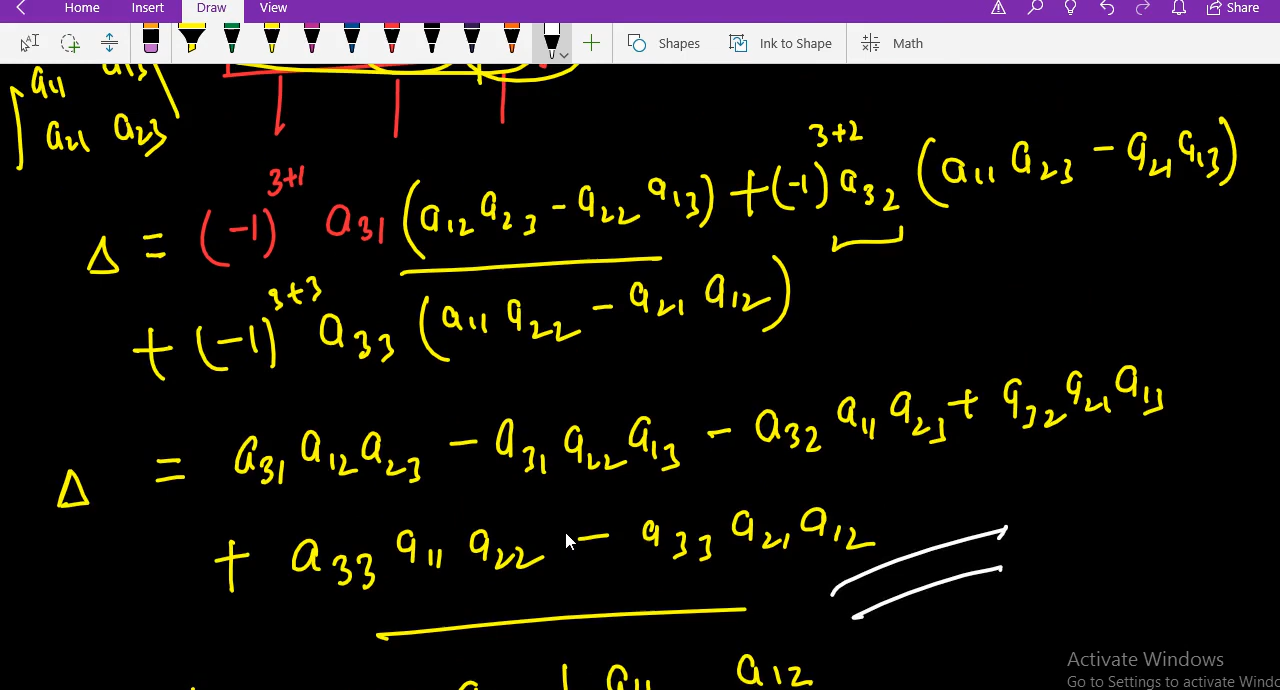 Home Insert Draw View Share
Shapes Ink to Shape Math
a11 a13
a21 a23
Δ = (-1)^3+1 a31 (a12 a23 - a22 a13) + (-1)^3+2 a32 (a11 a23 - a21 a13)
+ (-1)^3+3 a33 (a11 a22 - a21 a12)
Δ = a31 a12 a23 - a31 a22 a13 - a32 a11 a23 + a32 a21 a13
+ a33 a11 a22 - a33 a21 a12
a11 a12
Activate Windows
Go to Settings to activate Windo